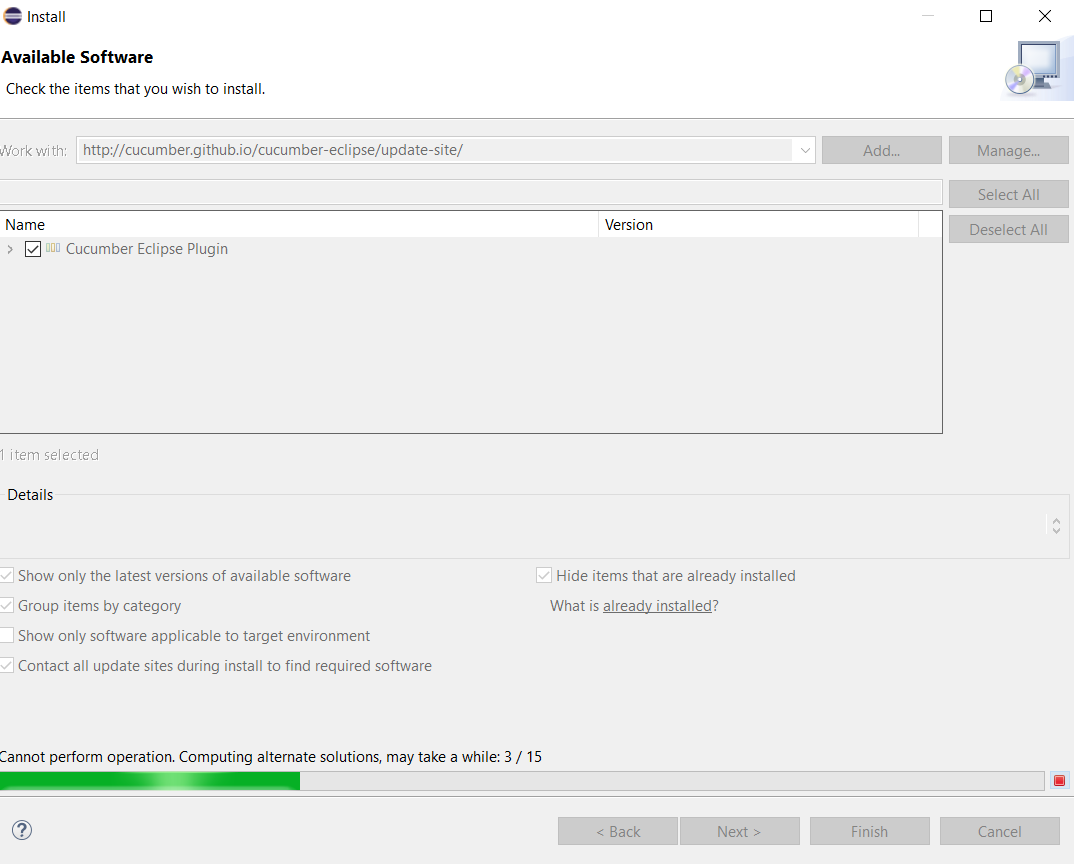 Install
Available Software
Check the items that you wish to install.
Work with: http://cucumber.github.io/cucumber-eclipse/update-site/ Add... Manage...
Select All
Name Version
Deselect All
Cucumber Eclipse Plugin
1 item selected
Details
Show only the latest versions of available software Hide items that are already installed
Group items by category What is already installed?
Show only software applicable to target environment
Contact all update sites during install to find required software
Cannot perform operation. Computing alternate solutions, may take a while: 3 / 15
? < Back Next > Finish Cancel